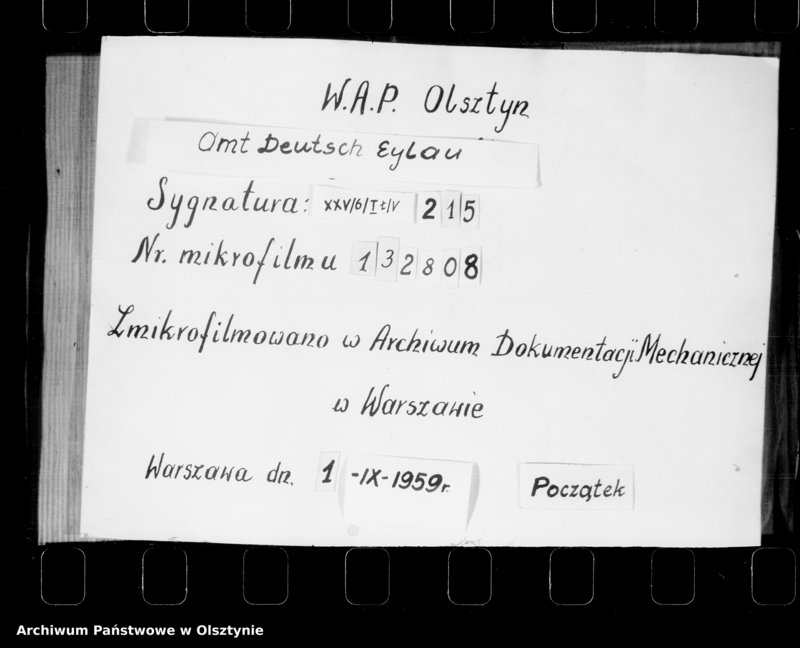 W.A.P. Olsztyn
Amt Deutsch Eylau
Sygnatura: XXV/6/I t/V 215
Nr. mikrofilmu 132808
Zmikrofilmowano w Archiwum Dokumentacji Mechanicznej
w Warszawie
Warszawa dn. 1 -IX-1959r. Początek
Archiwum Państwowe w Olsztynie